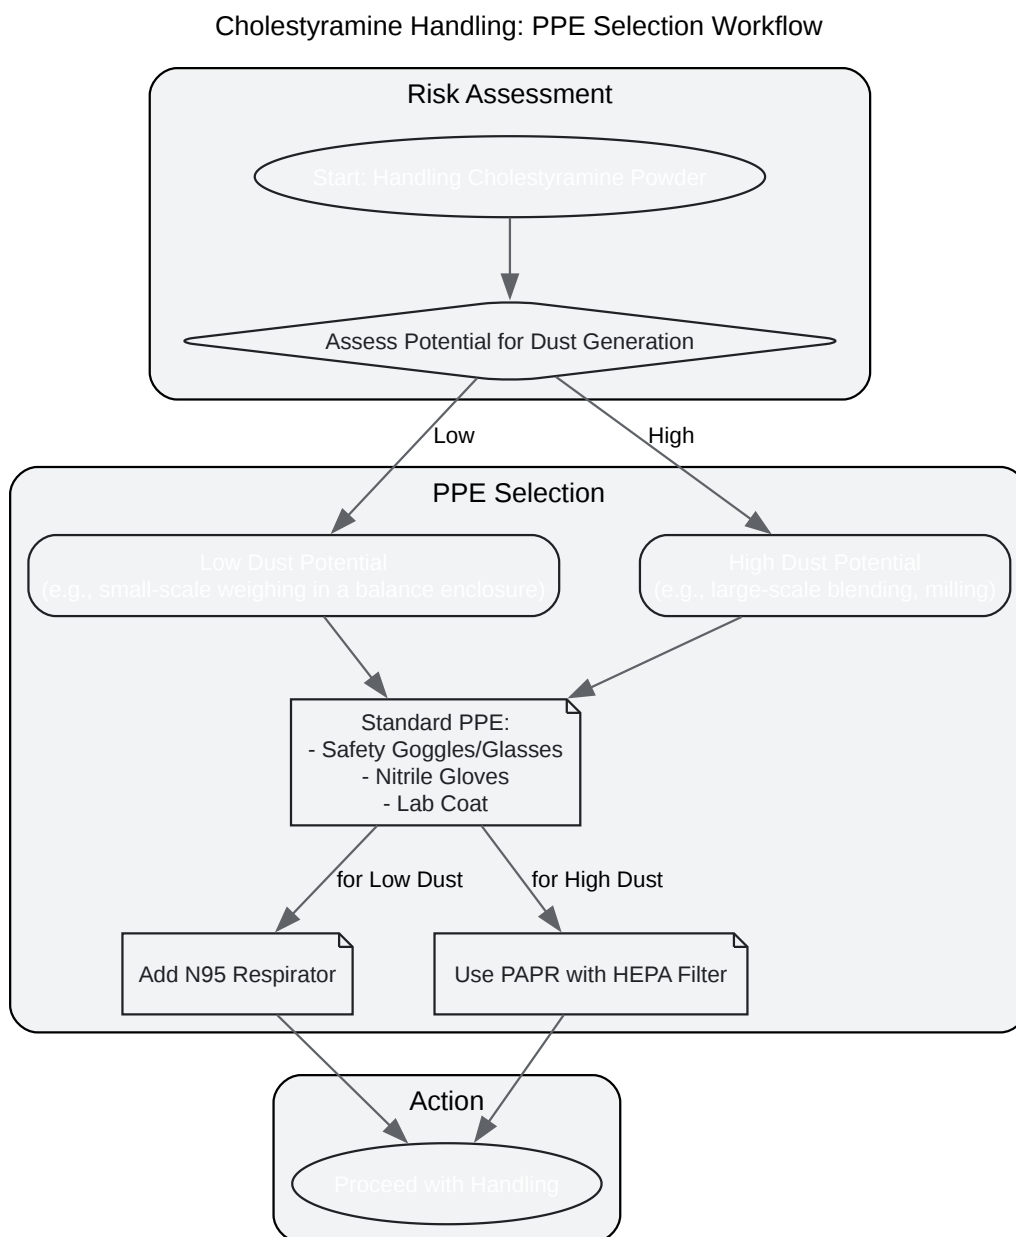 Cholestyramine Handling: PPE Selection Workflow
Risk Assessment
Start: Handling Cholestyramine Powder
Assess Potential for Dust Generation
Low
High
PPE Selection
Low Dust Potential
(e.g., small-scale weighing in a balance enclosure)
High Dust Potential
(e.g., large-scale blending, milling)
Standard PPE:
- Safety Goggles/Glasses
- Nitrile Gloves
- Lab Coat
for Low Dust
for High Dust
Add N95 Respirator
Use PAPR with HEPA Filter
Action
Proceed with Handling